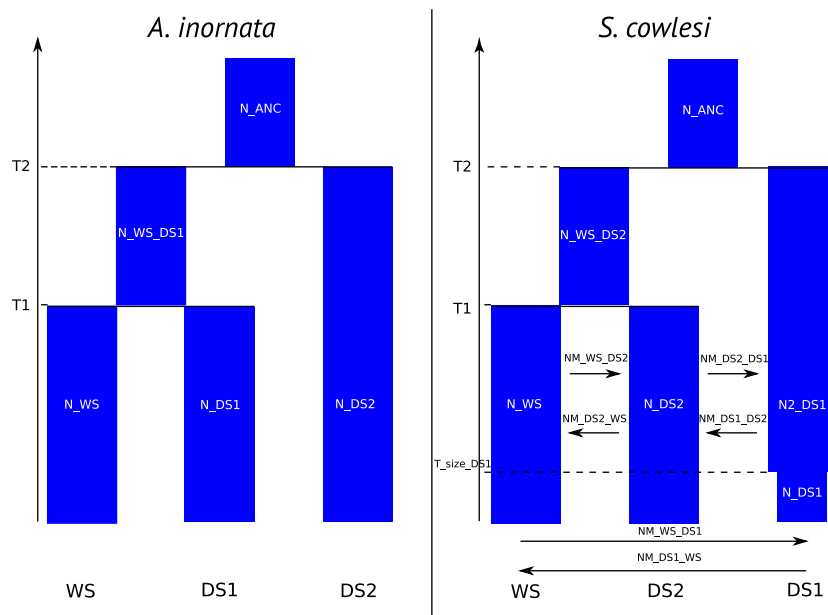 A. inornata
N_ANC
T2
N_WS_DS1
T1
N_WS
N_DS1
N_DS2
WS
DS1
DS2
S. cowlesi
N_ANC
T2
N_WS_DS2
T1
NM_WS_DS2
NM_DS2_DS1
N_WS
N_DS2
N2_DS1
NM_DS2_WS
NM_DS1_DS2
T_size_DS1
N_DS1
NM_WS_DS1
NM_DS1_WS
WS
DS2
DS1